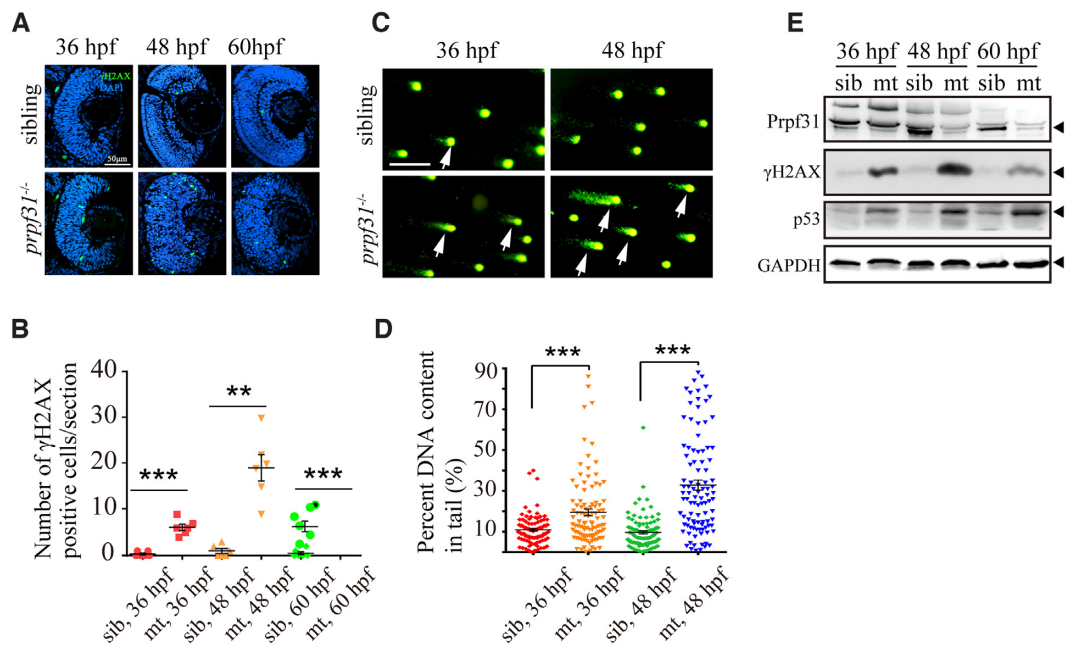 A
36 hpf 48 hpf 60hpf
γH2AX
DAPI
50μm
sibling
prpf31-/-
B
Number of γH2AX
positive cells/section
40
30
20
10
0
***
**
***
sib, 36 hpf
mt, 36 hpf
sib, 48 hpf
mt, 48 hpf
sib, 60 hpf
mt, 60 hpf
C
36 hpf 48 hpf
sibling
prpf31-/-
D
Percent DNA content
in tail (%)
90
70
50
30
10
***
***
sib, 36 hpf
mt, 36 hpf
sib, 48 hpf
mt, 48 hpf
E
36 hpf 48 hpf 60 hpf
sib mt sib mt sib mt
Prpf31
γH2AX
p53
GAPDH